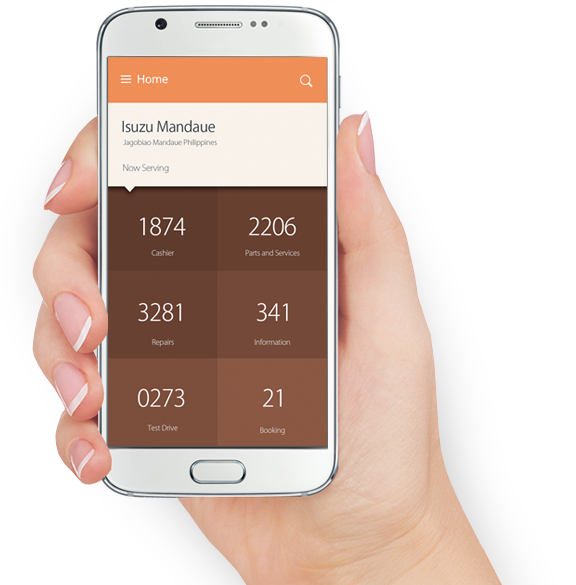 Home
Isuzu Mandaue
Jagobiao Mandaue Philippines
Now Serving
1874 2206
Cashier Parts and Services
3281 341
Repairs Information
0273 21
Test Drive Booking